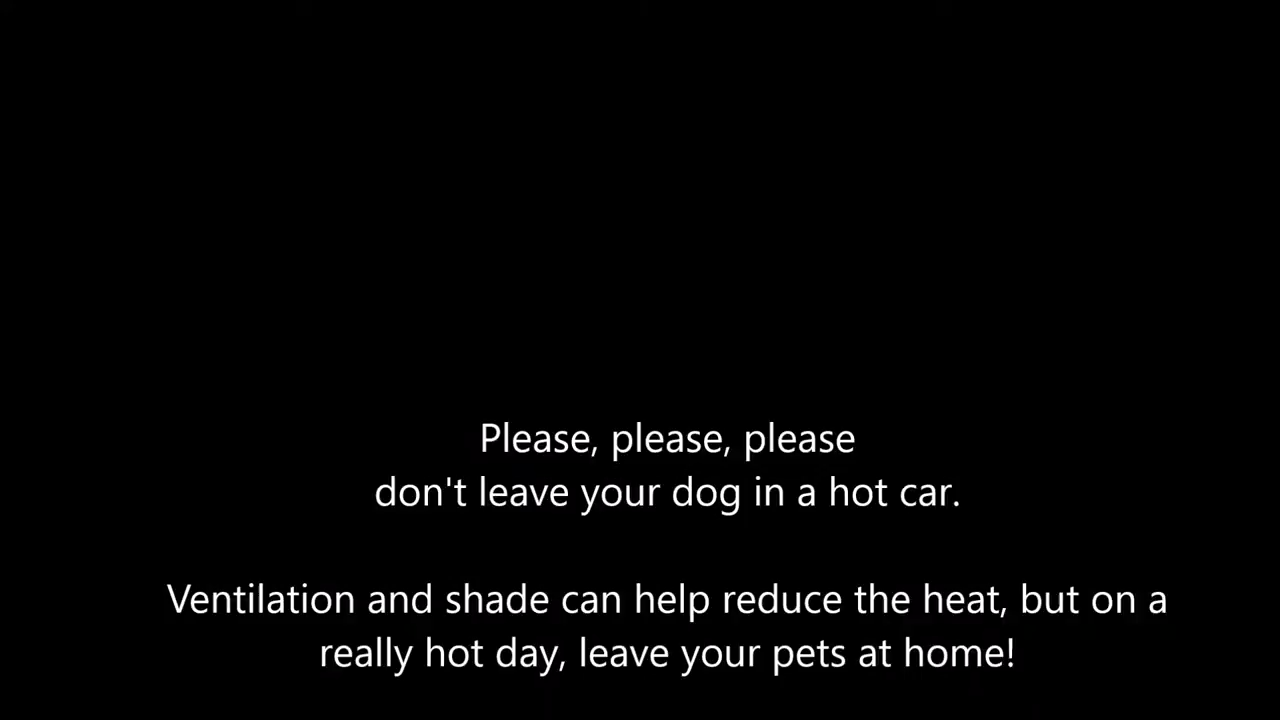 Please, please, please
don't leave your dog in a hot car.
Ventilation and shade can help reduce the heat, but on a
really hot day, leave your pets at home!